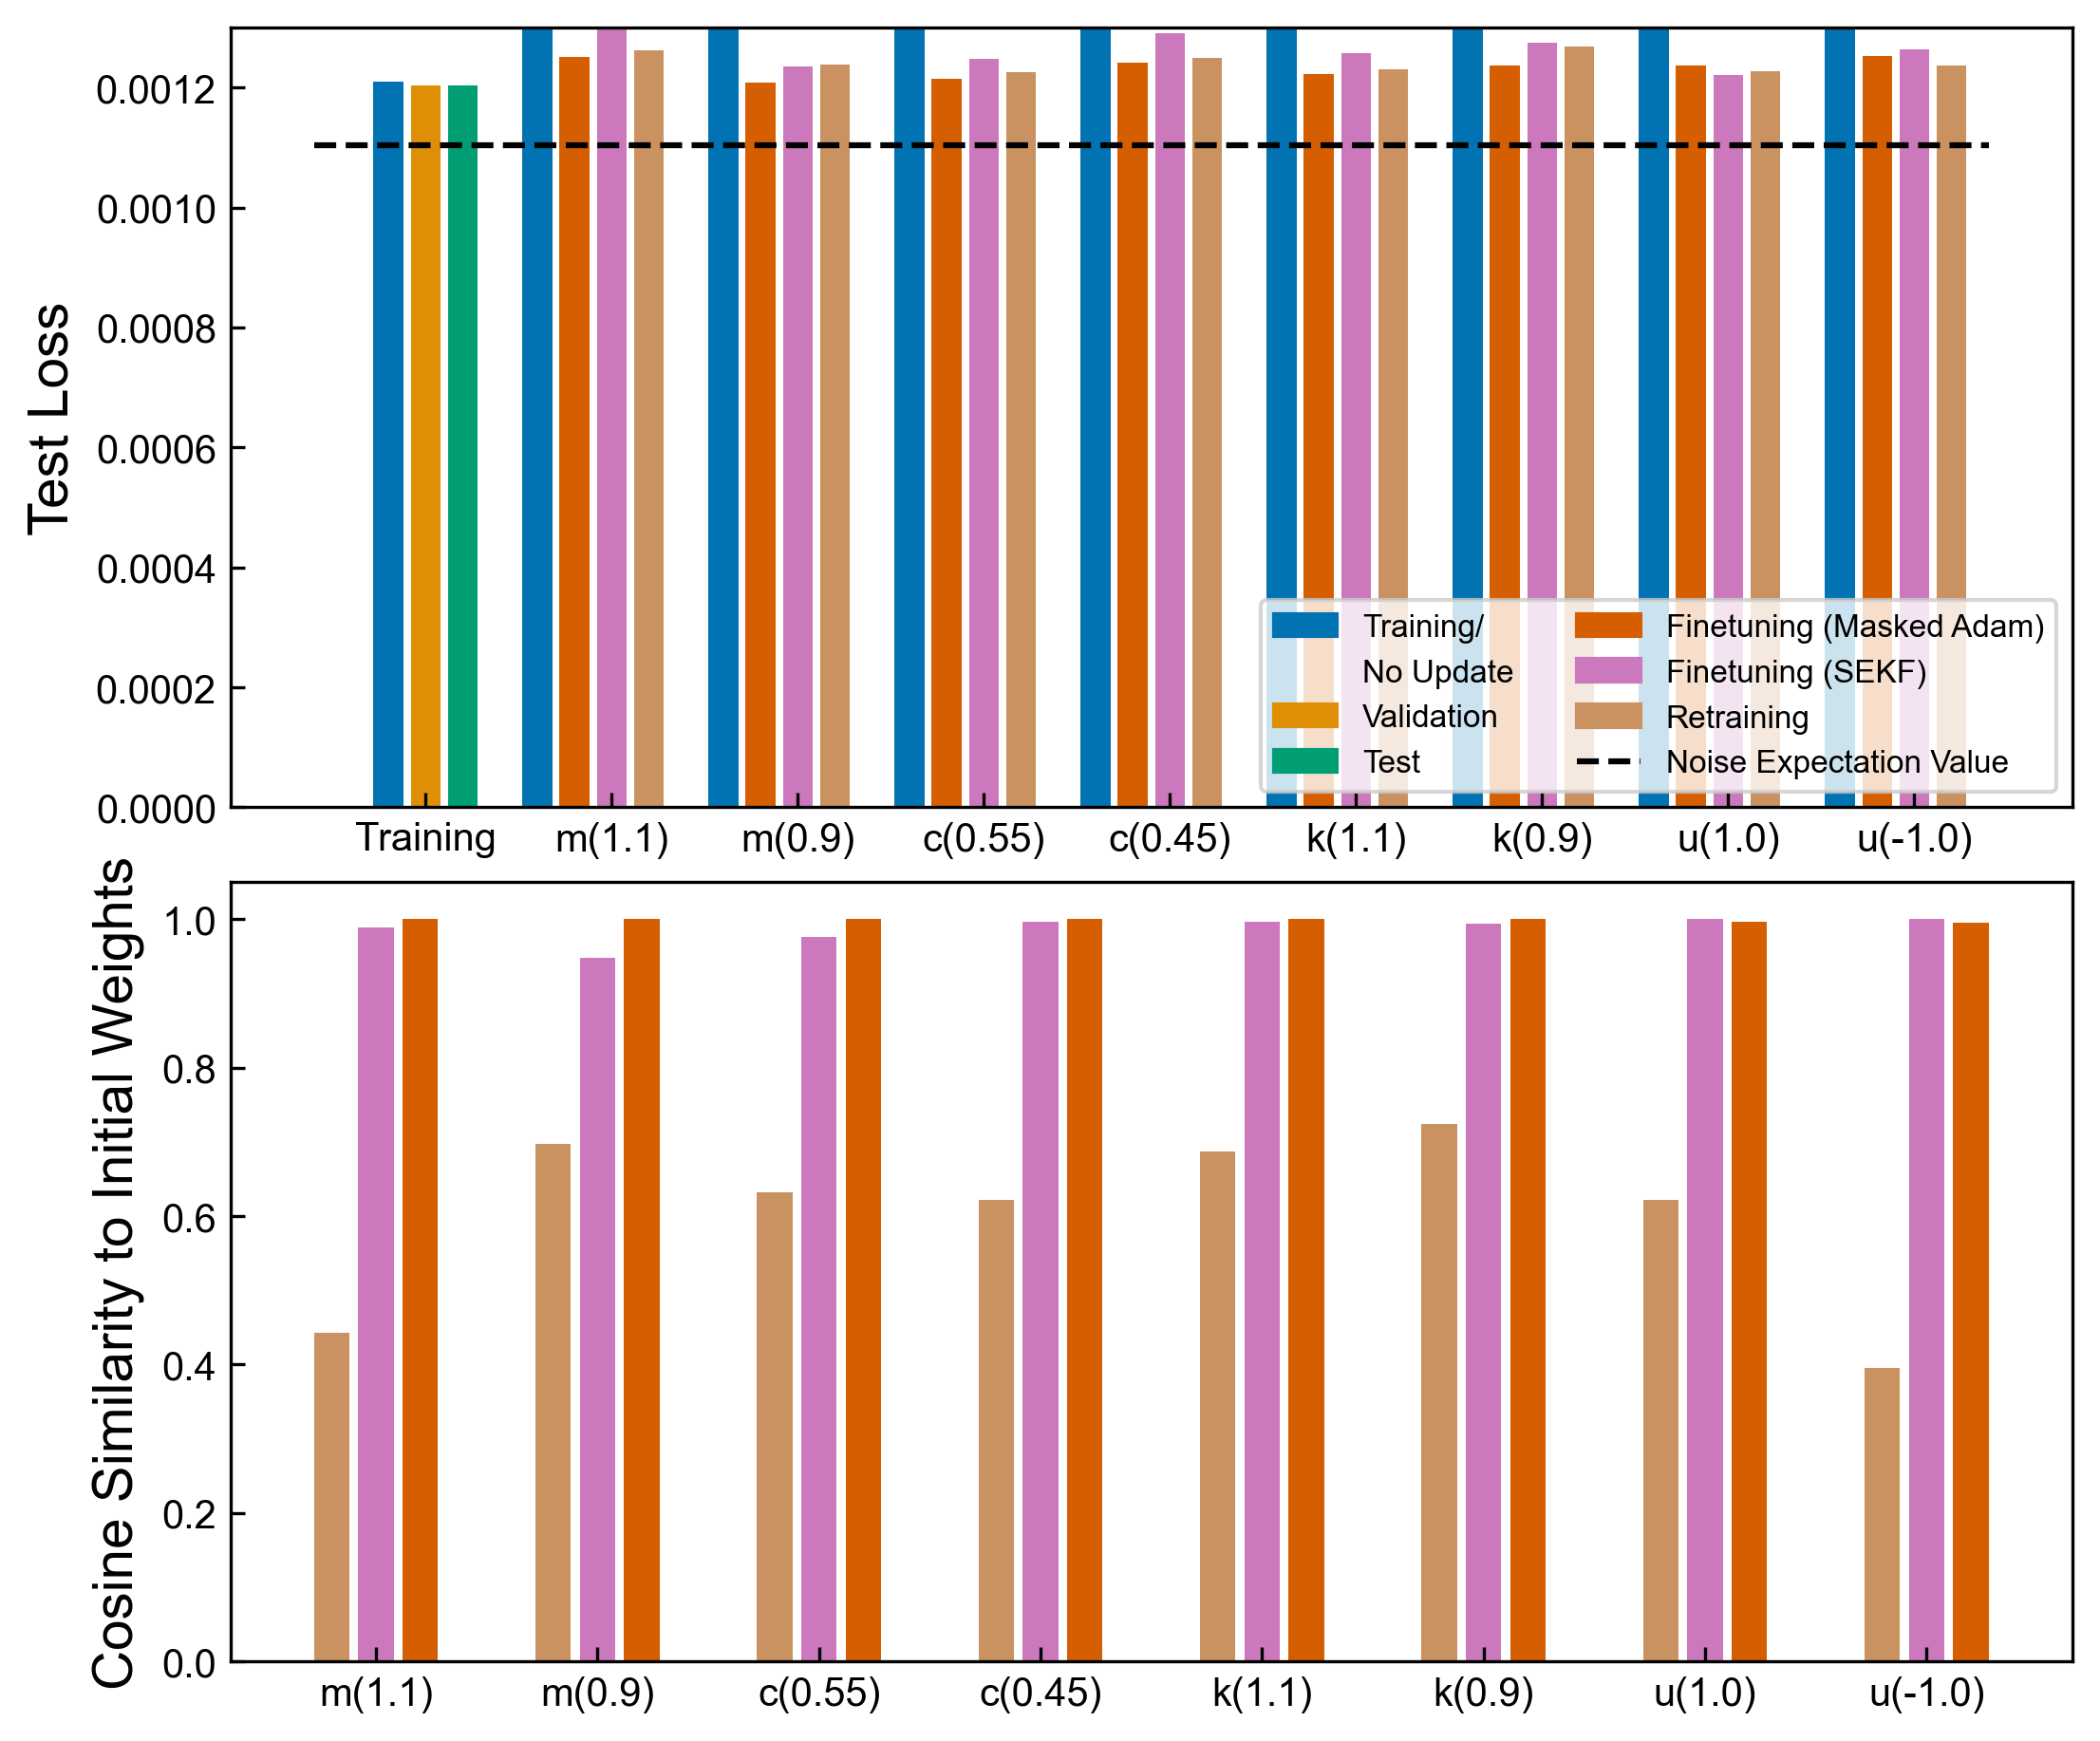 Test Loss
0.0012
0.0010
0.0008
0.0006
0.0004
0.0002
0.0000
Training/
No Update
Validation
Test
Finetuning (Masked Adam)
Finetuning (SEKF)
Retraining
Noise Expectation Value
Training m(1.1) m(0.9) c(0.55) c(0.45) k(1.1) k(0.9) u(1.0) u(-1.0)
Cosine Similarity to Initial Weights
1.0
0.8
0.6
0.4
0.2
0.0
m(1.1) m(0.9) c(0.55) c(0.45) k(1.1) k(0.9) u(1.0) u(-1.0)